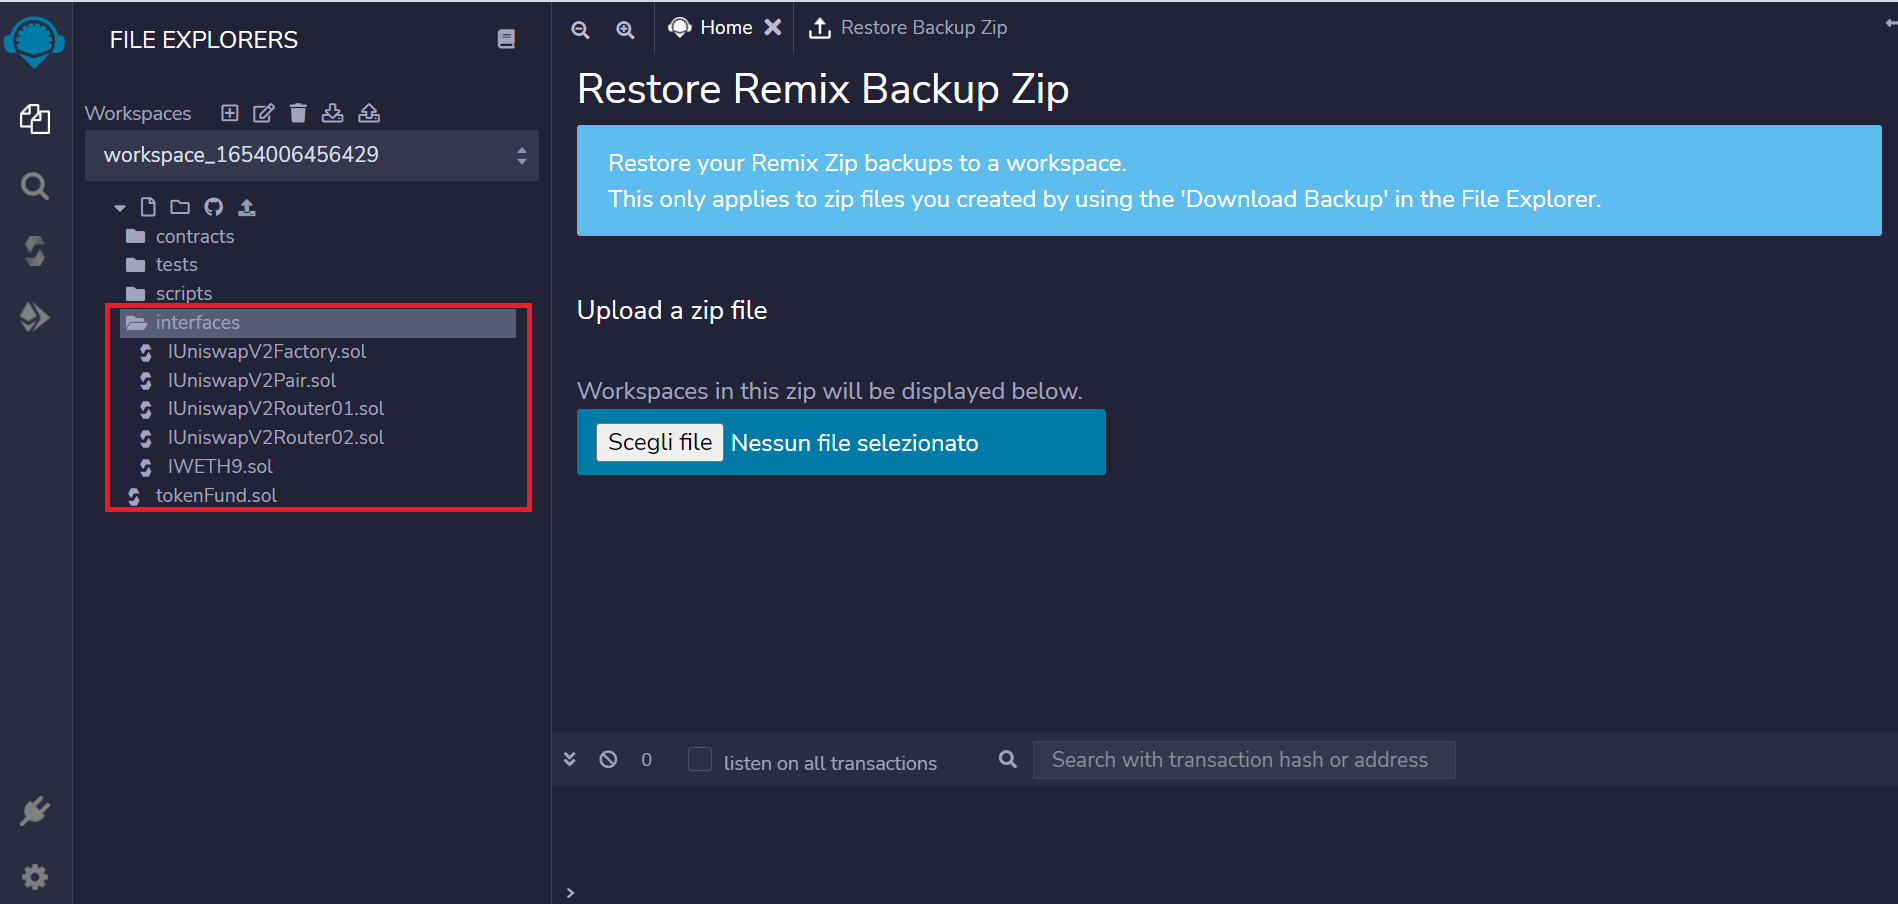 FILE EXPLORERS
Workspaces
workspace_1654006456429
contracts
tests
scripts
interfaces
IUniswapV2Factory.sol
IUniswapV2Pair.sol
IUniswapV2Router01.sol
IUniswapV2Router02.sol
IWETH9.sol
tokenFund.sol
Home
Restore Backup Zip
Restore Remix Backup Zip
Restore your Remix Zip backups to a workspace.
This only applies to zip files you created by using the 'Download Backup' in the File Explorer.
Upload a zip file
Workspaces in this zip will be displayed below.
Scegli file Nessun file selezionato
0 listen on all transactions Search with transaction hash or address
>